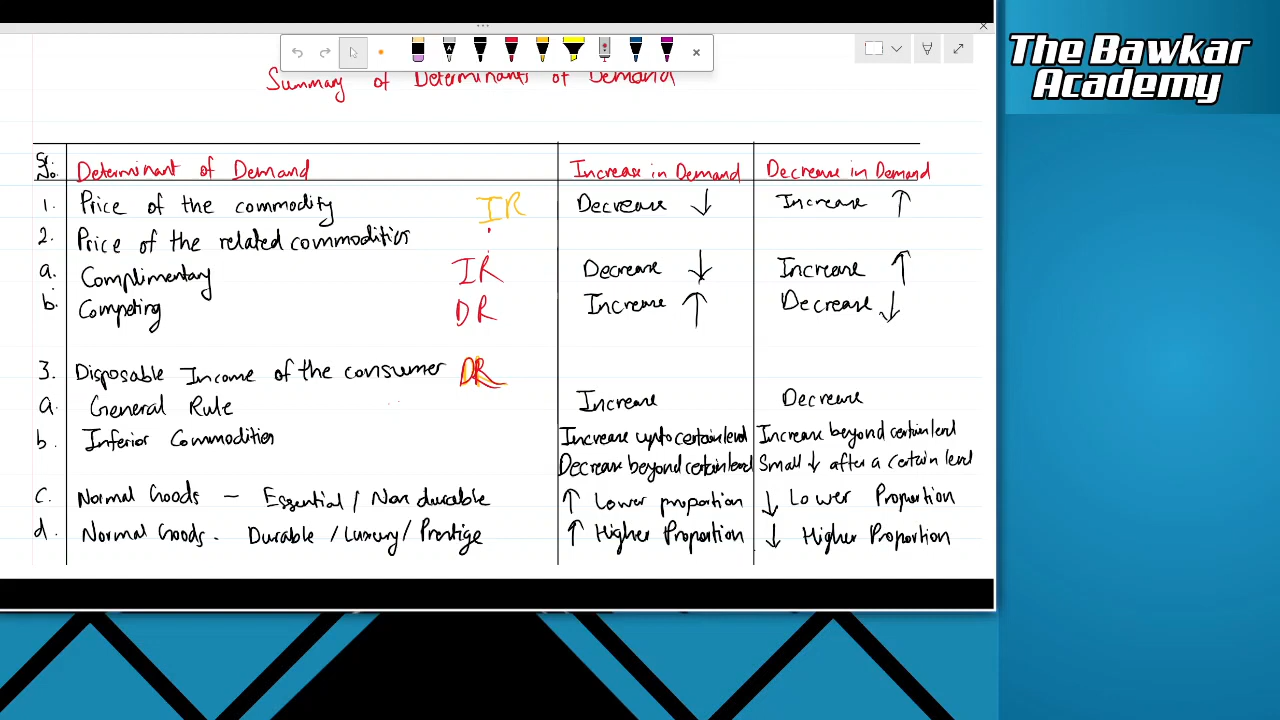 The Bawkar
Academy
Summary of Determinants of Demand
Sr. No. Determinant of Demand Increase in Demand Decrease in Demand
1. Price of the commodity IR Decrease ↓ Increase ↑
2. Price of the related commodities
a. Complimentary IR Decrease ↓ Increase ↑
b. Competing DR Increase ↑ Decrease ↓
3. Disposable Income of the consumer DR
a. General Rule Increase Decrease
b. Inferior Commodities Increase upto certain level Increase beyond certain level
Decrease beyond certain level Small ↓ after a certain level
c. Normal Goods – Essential / Non durable ↑ Lower proportion ↓ Lower Proportion
d. Normal Goods - Durable / Luxury / Prestige ↑ Higher Proportion ↓ Higher Proportion